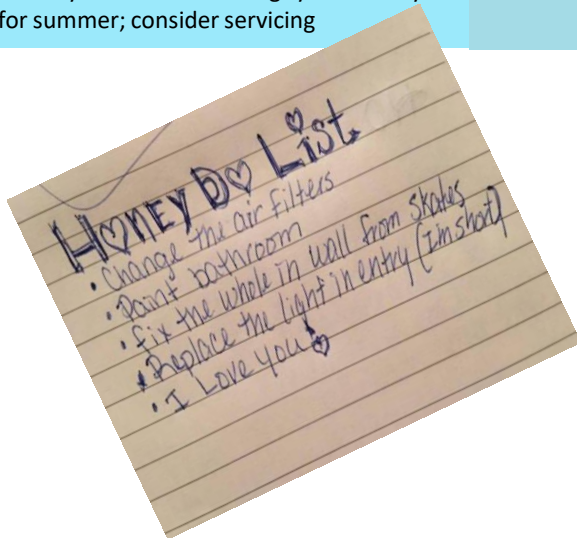 for summer; consider servicing
Honey Do List
• Change the air filters
• Paint bathroom
• fix the whole in wall from skates
• Replace the light in entry (I'm short)
• I Love you